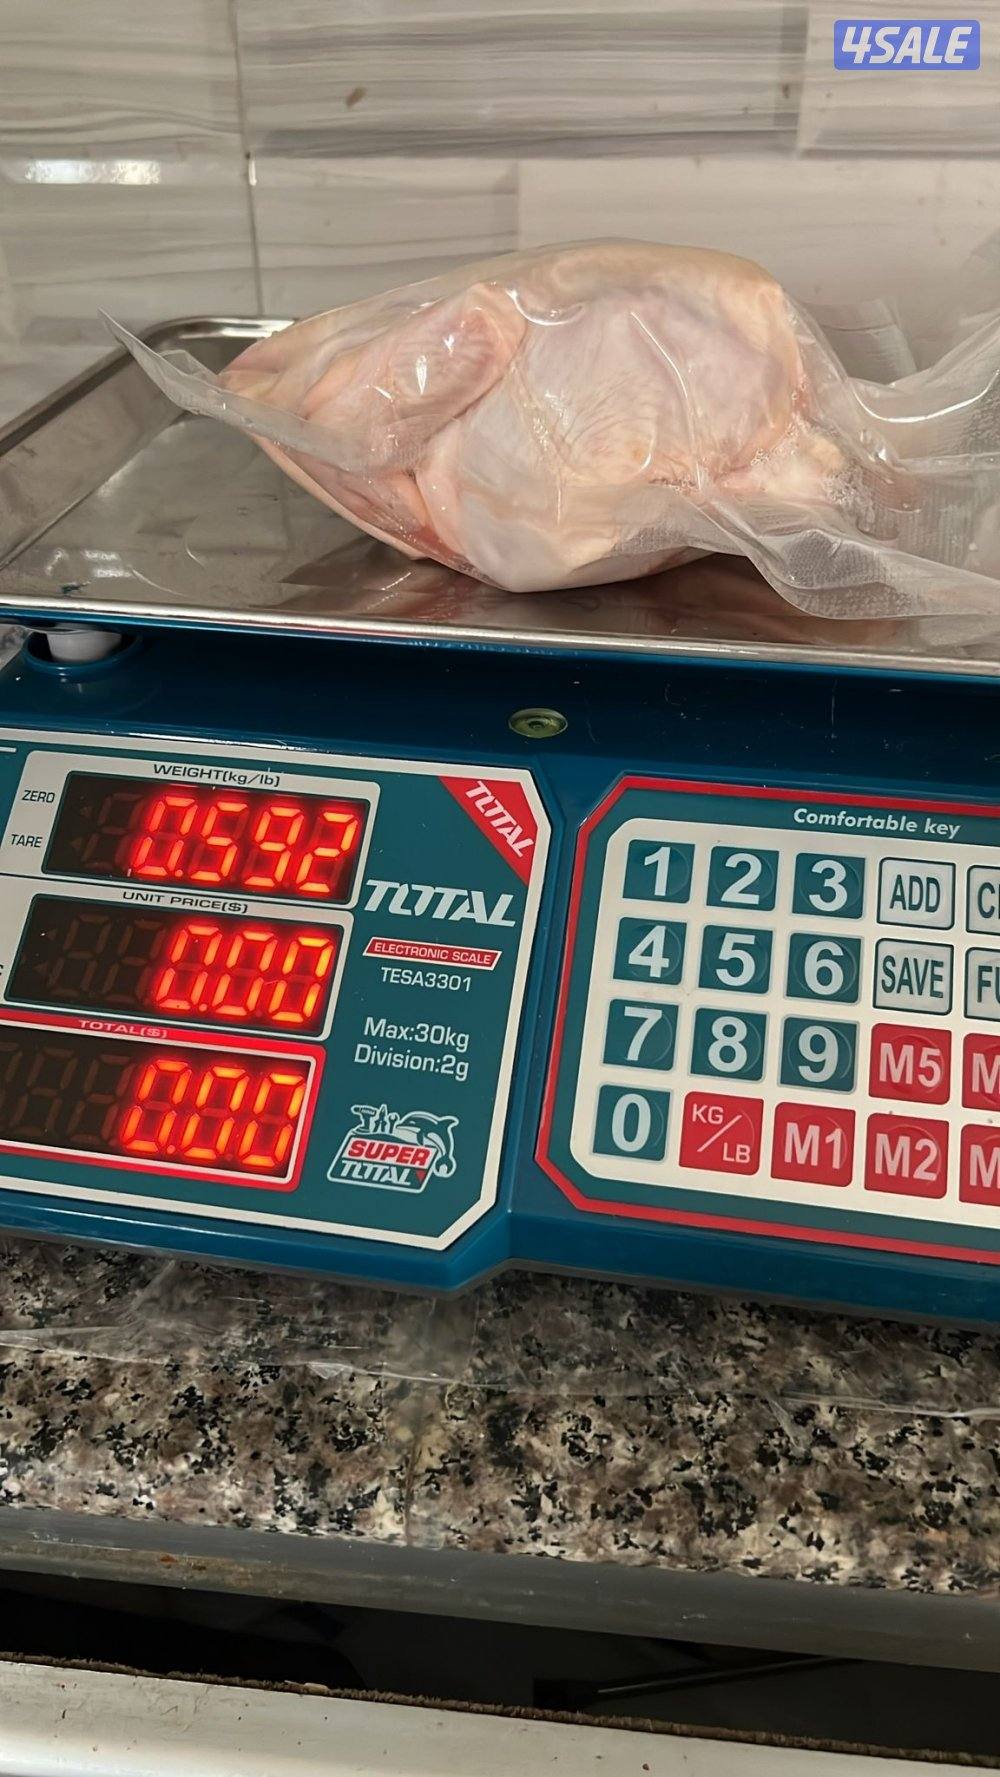 4SALE
WEIGHT(kg/lb)
ZERO
TARE
0.592
UNIT PRICE($)
0.00
TOTAL($)
0.00
TOTAL
TOTAL
ELECTRONIC SCALE
TESA3301
Max:30kg
Division:2g
SUPER
TOTAL
Comfortable key
1 2 3 ADD
4 5 6 SAVE
7 8 9 M5
0 KG/LB M1 M2